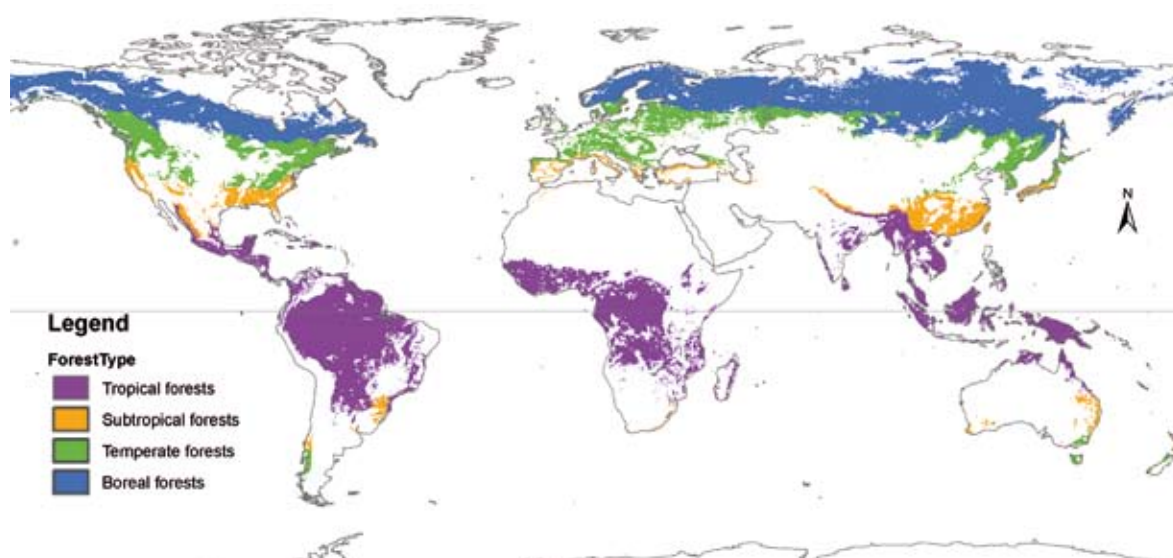 N
Legend
ForestType
Tropical forests
Subtropical forests
Temperate forests
Boreal forests